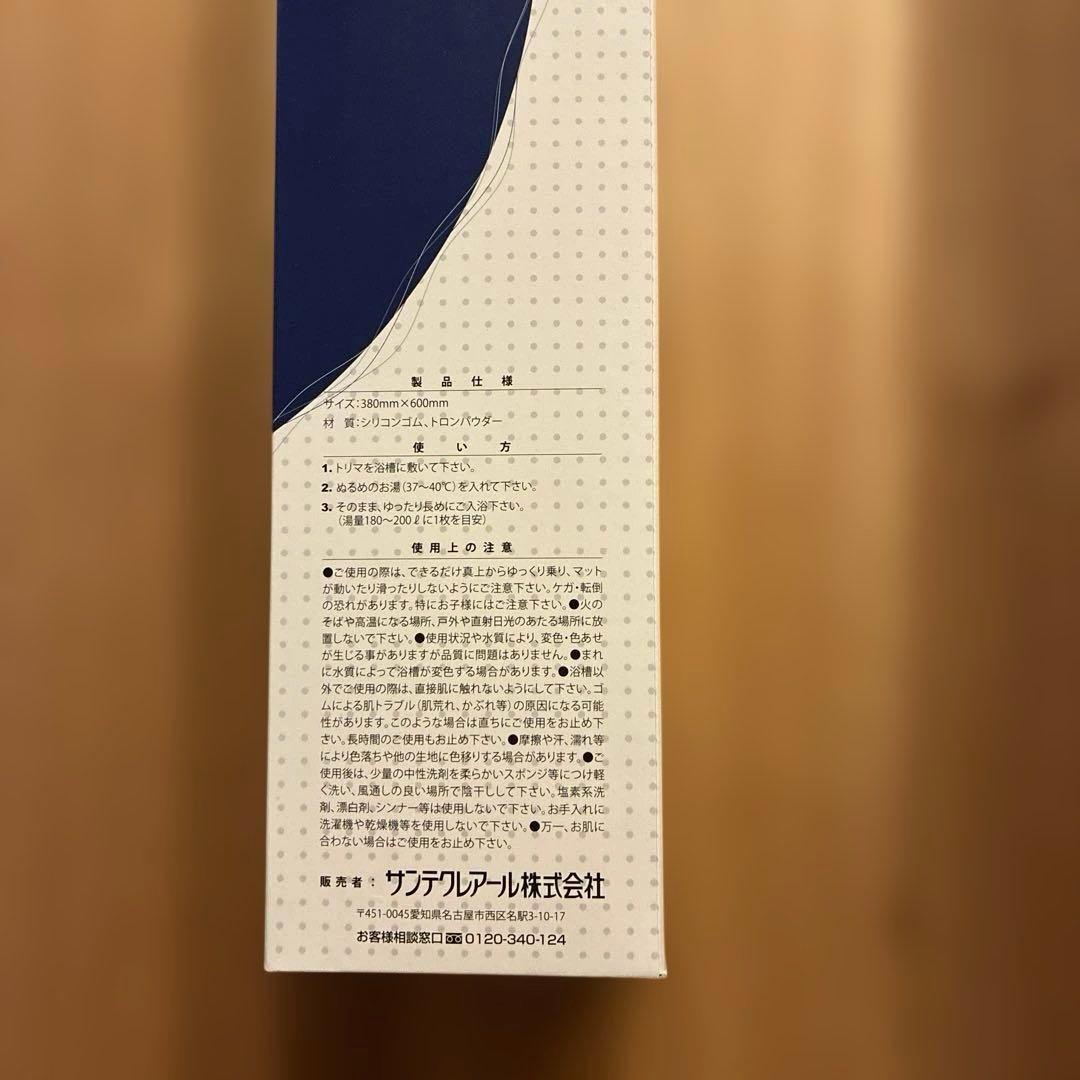 製品仕様
サイズ:380mm×600mm
材 質:シリコンゴム、トロンパウダー
使い方
1. トリマを浴槽に敷いて下さい。
2. ぬるめのお湯(37〜40℃)を入れて下さい。
3. そのまま、ゆったり長めにご入浴下さい。
(湯量180〜200ℓに1枚を目安)
使用上の注意
●ご使用の際は、できるだけ真上からゆっくり乗り、マット
が動いたり滑ったりしないようにご注意下さい。ケガ・転倒
の恐れがあります。特にお子様にはご注意下さい。●火の
そばや高温になる場所、戸外や直射日光のあたる場所に放
置しないで下さい。●使用状況や水質により、変色・色あせ
が生じる事がありますが品質に問題はありません。●まれ
に水質によって浴槽が変色する場合があります。●浴槽以
外でご使用の際は、直接肌に触れないようにして下さい。ゴ
ムによる肌トラブル(肌荒れ、かぶれ等)の原因になる可能
性があります。このような場合は直ちにご使用をお止め下
さい。長時間のご使用もお止め下さい。●摩擦や汗、濡れ等
により色落ちや他の生地に色移りする場合があります。●ご
使用後は、少量の中性洗剤を柔らかいスポンジ等につけ軽
く洗い、風通しの良い場所で陰干しして下さい。塩素系洗
剤、漂白剤、シンナー等は使用しないで下さい。お手入れに
洗濯機や乾燥機等を使用しないで下さい。●万一、お肌に
合わない場合はご使用をお止め下さい。
販売者: サンテクレアール株式会社
〒451-0045愛知県名古屋市西区名駅3-10-17
お客様相談窓口 0120-340-124